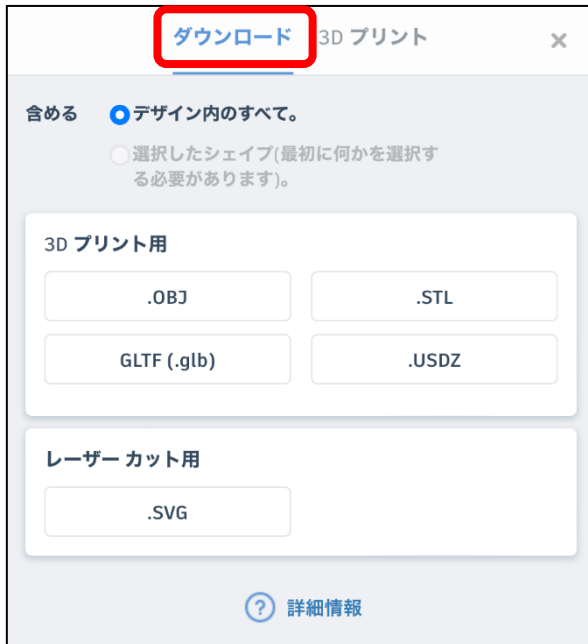 ダウンロード 3D プリント ×
含める デザイン内のすべて。
選択したシェイプ(最初に何かを選択す
る必要があります)。
3D プリント用
.OBJ .STL
GLTF (.glb) .USDZ
レーザー カット用
.SVG
? 詳細情報